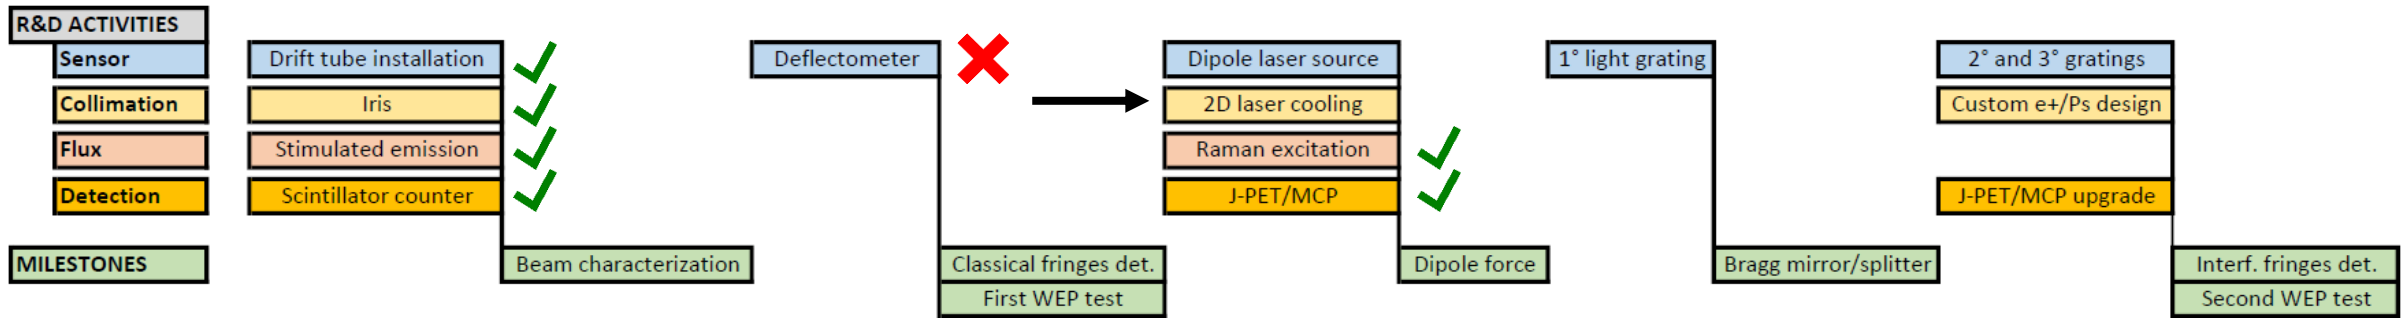 R&D ACTIVITIES
Sensor Drift tube installation Deflectometer Dipole laser source 1° light grating 2° and 3° gratings
Collimation Iris 2D laser cooling Custom e+/Ps design
Flux Stimulated emission Raman excitation
Detection Scintillator counter J-PET/MCP J-PET/MCP upgrade
MILESTONES Beam characterization Classical fringes det. Dipole force Bragg mirror/splitter Interf. fringes det.
First WEP test Second WEP test